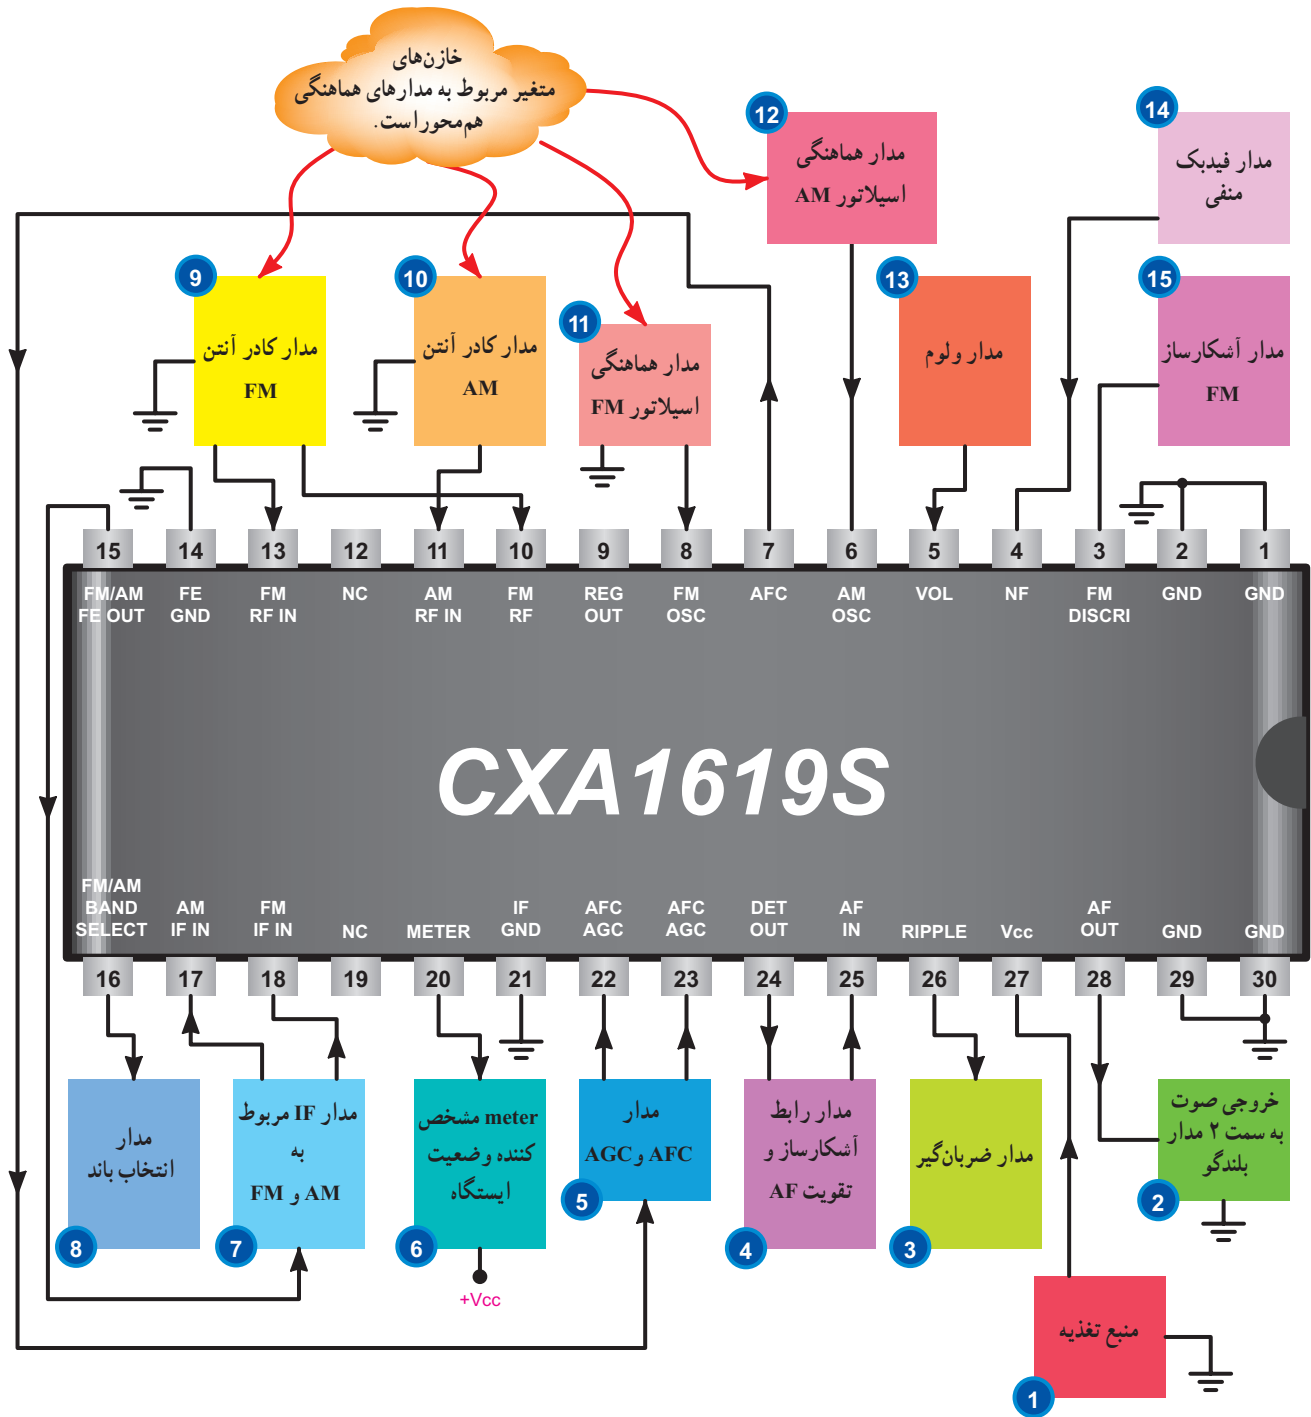 خازن‌های
متغیر مربوط به مدارهای هماهنگی
هم‌محور است.
12
مدار هماهنگی
اسیلاتور AM
14
مدار فیدبک
منفی
9
مدار کادر آنتن
FM
10
مدار کادر آنتن
AM
11
مدار هماهنگی
اسیلاتور FM
13
مدار ولوم
15
مدار آشکارساز
FM
15
14
13
12
11
10
9
8
7
6
5
4
3
2
1
FM/AM
FE OUT
FE
GND
FM
RF IN
NC
AM
RF IN
FM
RF
REG
OUT
FM
OSC
AFC
AM
OSC
VOL
NF
FM
DISCRI
GND
GND
CXA1619S
FM/AM
BAND
SELECT
AM
IF IN
FM
IF IN
NC
METER
IF
GND
AFC
AGC
AFC
AGC
DET
OUT
AF
IN
RIPPLE
Vcc
AF
OUT
GND
GND
16
17
18
19
20
21
22
23
24
25
26
27
28
29
30
مدار
انتخاب باند
8
مدار IF مربوط
به
AM و FM
7
meter مشخص
کننده وضعیت
ایستگاه
6
+Vcc
مدار
AFC و AGC
5
مدار رابط
آشکارساز و
تقویت AF
4
مدار ضربان‌گیر
3
خروجی صوت
به سمت ۲ مدار
بلندگو
2
منبع تغذیه
1